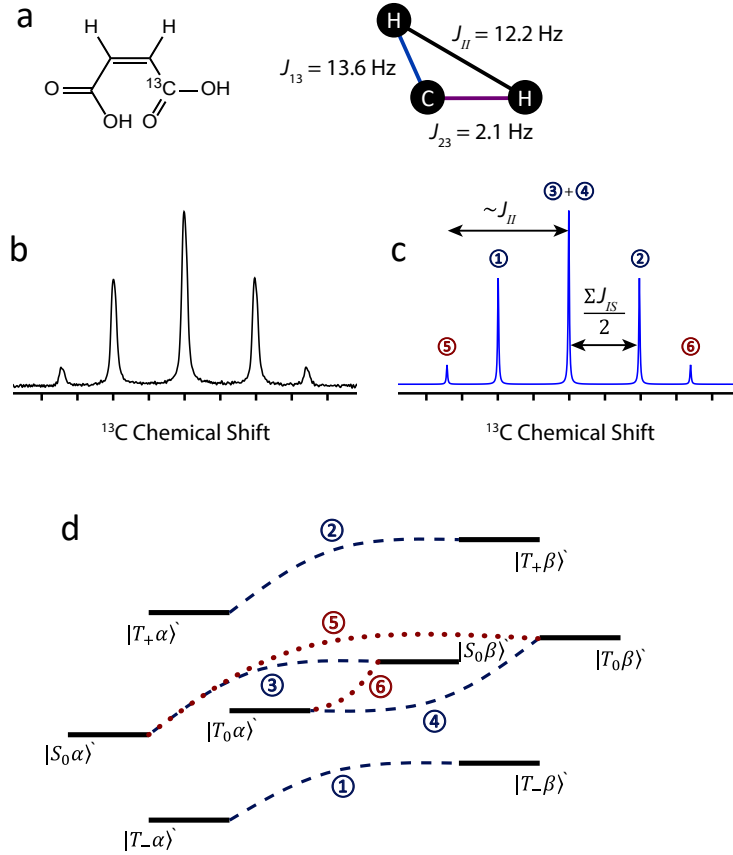 a
H
H
O
OH
13C
O
OH
H
C
H
JII = 12.2 Hz
J13 = 13.6 Hz
J23 = 2.1 Hz
b
13C Chemical Shift
c
③+④
~JII
①
②
ΣJIS
2
⑤
⑥
13C Chemical Shift
d
②
|T+β⟩`
|T+α⟩`
⑤
|S0β⟩`
|T0β⟩`
③
⑥
④
|T0α⟩`
|S0α⟩`
①
|T−β⟩`
|T−α⟩`